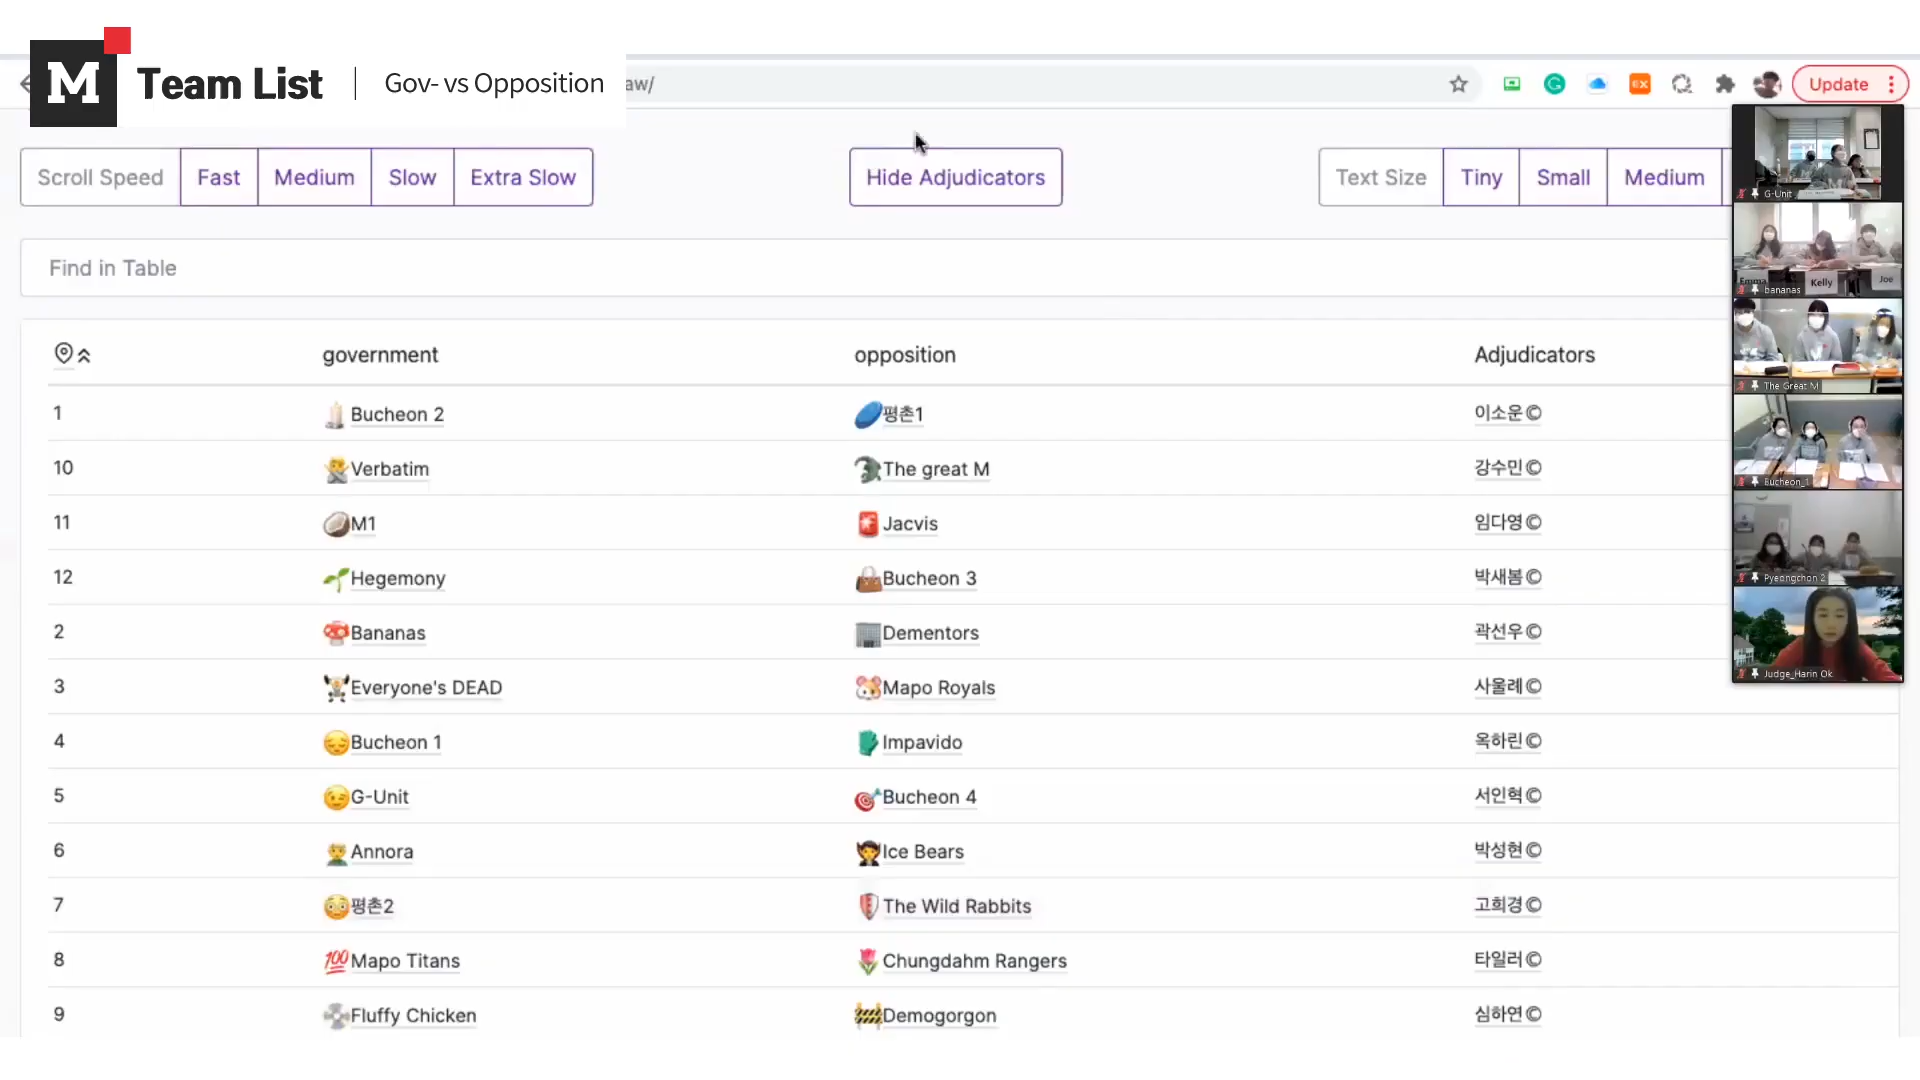 M Team List | Gov- vs Opposition
aw/
EX
Update
Scroll Speed Fast Medium Slow Extra Slow
Hide Adjudicators
Text Size Tiny Small Medium
Find in Table
government opposition Adjudicators
1 Bucheon 2 평촌1 이소운©
10 Verbatim The great M 강수민©
11 M1 Jacvis 임다영©
12 Hegemony Bucheon 3 박새봄©
2 Bananas Dementors 곽선우©
3 Everyone's DEAD Mapo Royals 사울례©
4 Bucheon 1 Impavido 옥하린©
5 G-Unit Bucheon 4 서인혁©
6 Annora Ice Bears 박성현©
7 평촌2 The Wild Rabbits 고희경©
8 100 Mapo Titans Chungdahm Rangers 타일러©
9 Fluffy Chicken Demogorgon 심하연©
G-Unit
Emma Kelly Joe
bananas
The Great M
Bucheon_1
Pyeongchon 2
Judge_Harin Ok